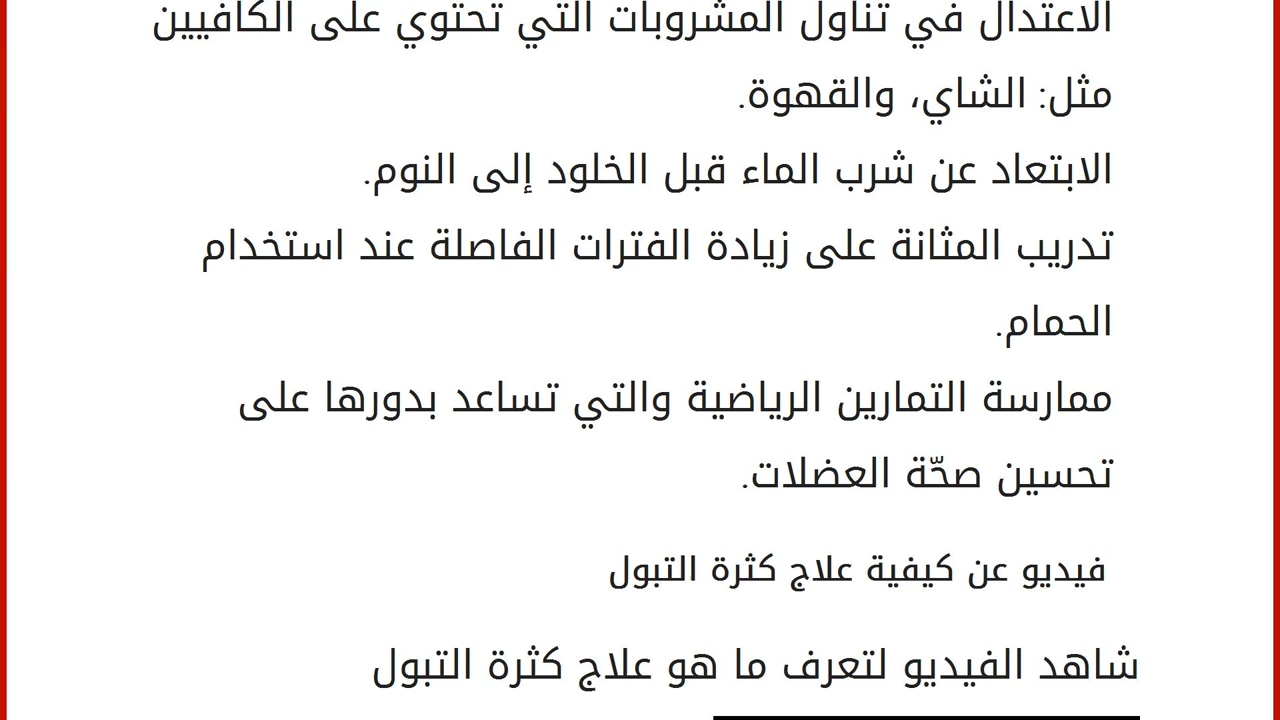 الاعتدال في تناول المشروبات التي تحتوي على الكافيين
مثل: الشاي، والقهوة.
الابتعاد عن شرب الماء قبل الخلود إلى النوم.
تدريب المثانة على زيادة الفترات الفاصلة عند استخدام
الحمام.
ممارسة التمارين الرياضية والتي تساعد بدورها على
تحسين صحّة العضلات.
فيديو عن كيفية علاج كثرة التبول
شاهد الفيديو لتعرف ما هو علاج كثرة التبول